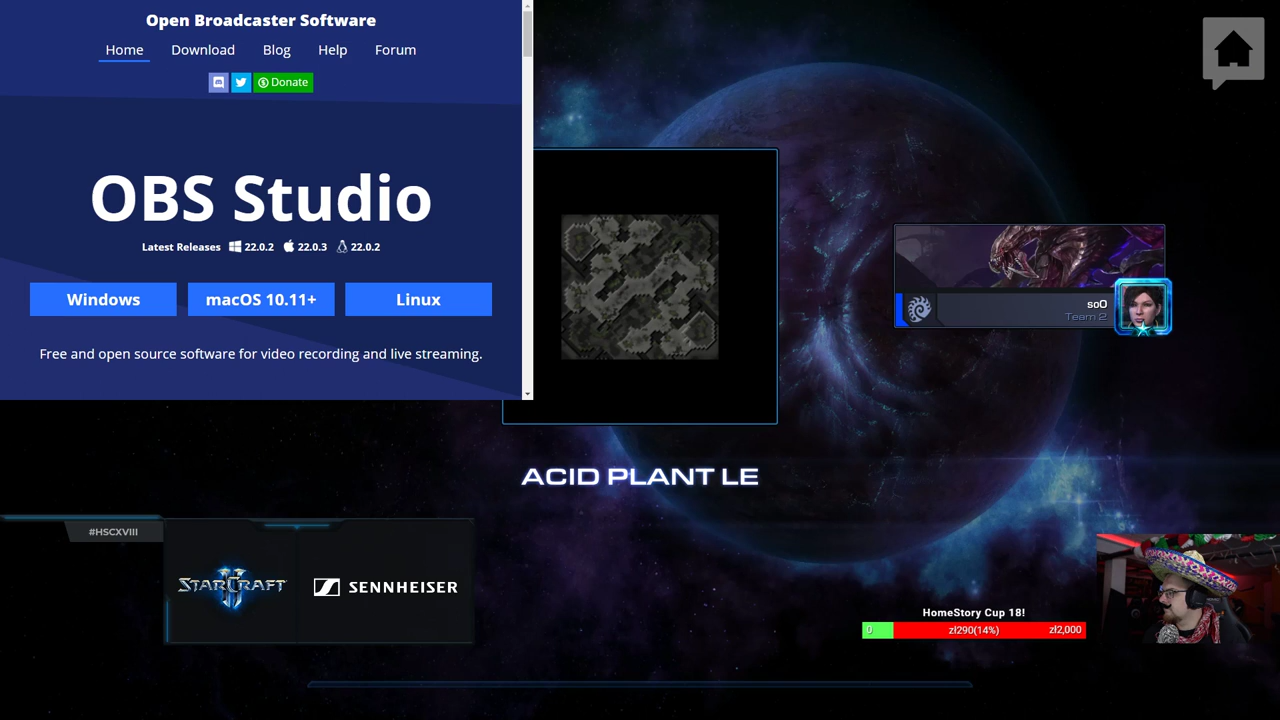 Open Broadcaster Software
Home Download Blog Help Forum
Donate
OBS Studio
Latest Releases 22.0.2 22.0.3 22.0.2
Windows macOS 10.11+ Linux
Free and open source software for video recording and live streaming.
soO
Team 2
ACID PLANT LE
#HSCXVIII
STARCRAFT II
SENNHEISER
HomeStory Cup 18!
0 zł290(14%) zł2,000